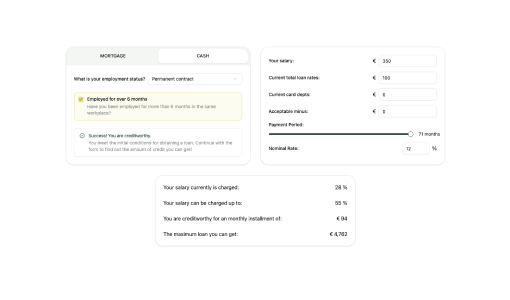 MORTGAGE
CASH
What is your employment status?
Permanent contract
Employed for over 6 months
Have you been employed for more than 6 months in the same
workplace?
Success! You are creditworthy.
You meet the initial conditions for obtaining a loan. Continue with the
form to find out the amount of credit you can get!
Your salary: € 350
Current total loan rates: € 100
Current card depts: € 0
Acceptable minus: € 0
Payment Period:
71 months
Nominal Rate: 12 %
Your salary currently is charged: 28 %
Your salary can be charged up to: 55 %
You are creditworthy for an monthly installment of: € 94
The maximum loan you can get: € 4,762